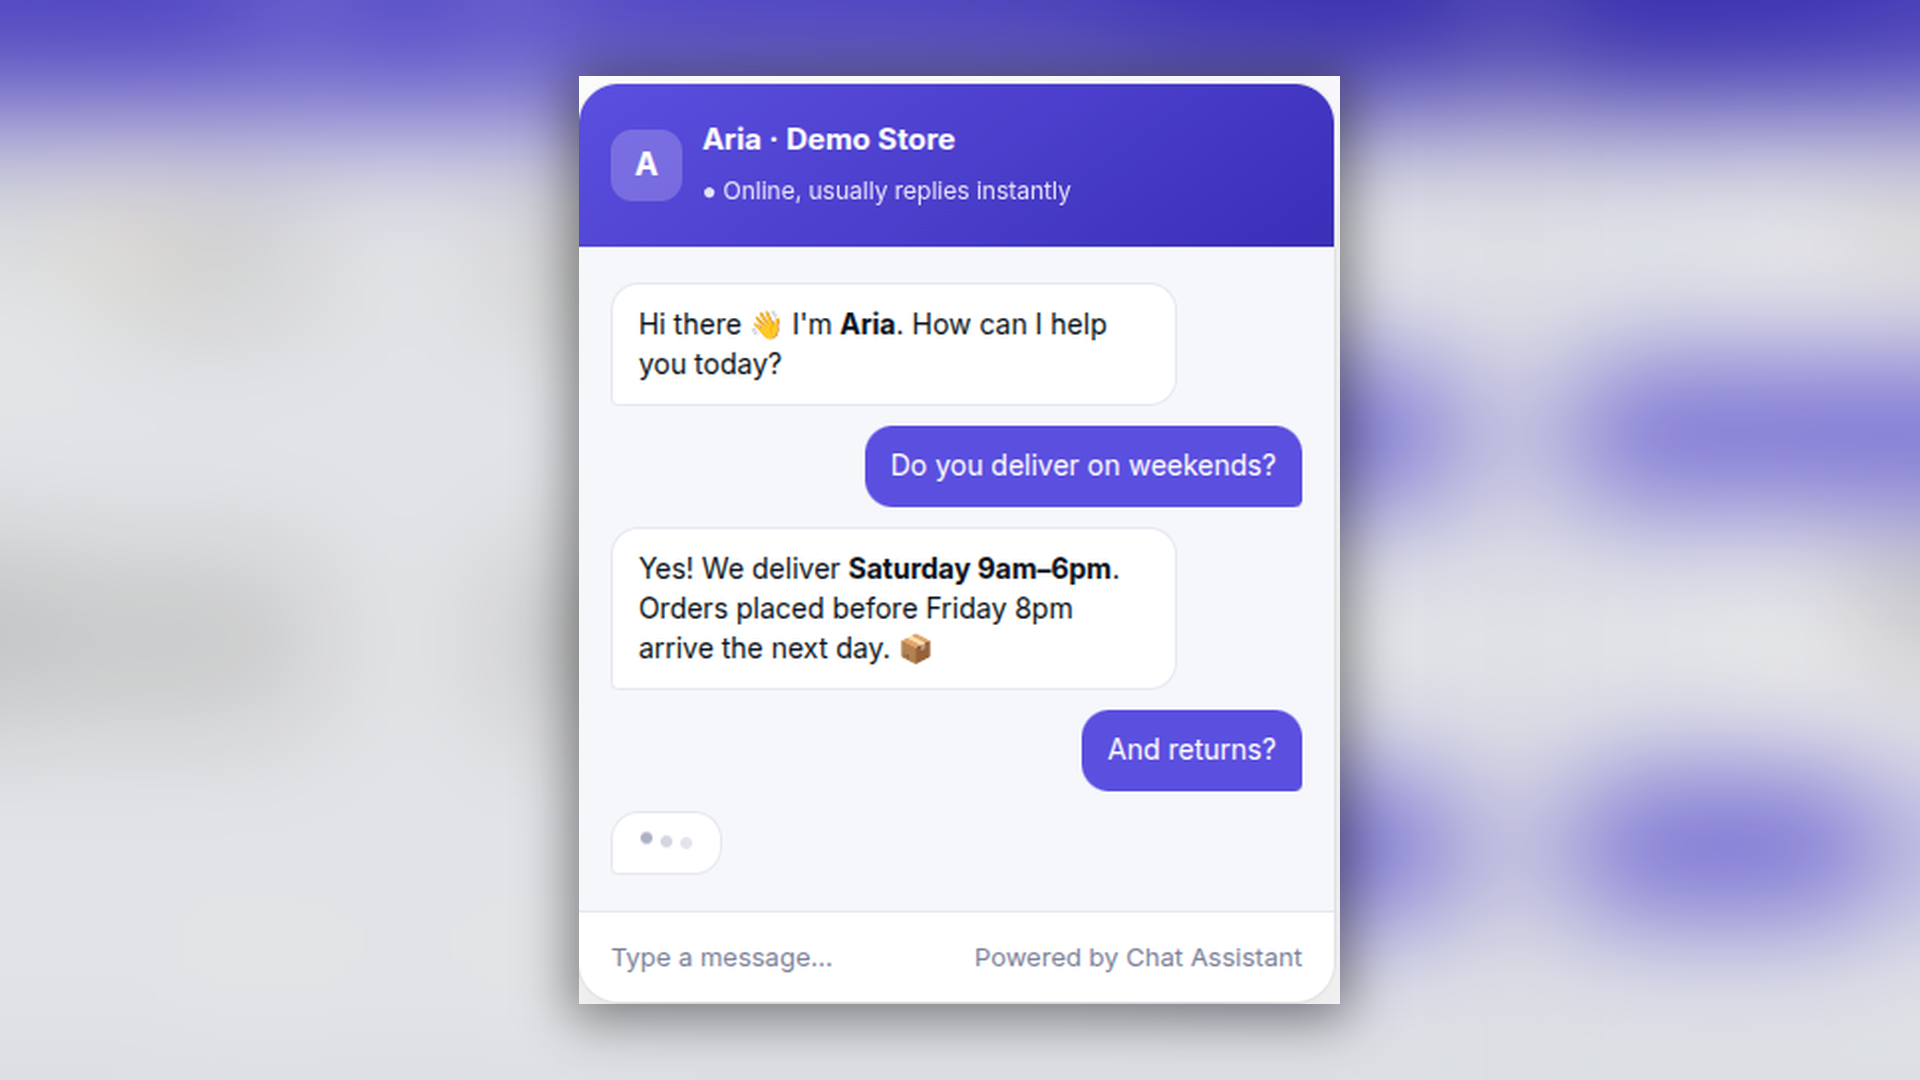 A
Aria · Demo Store
● Online, usually replies instantly
Hi there 👋 I'm Aria. How can I help
you today?
Do you deliver on weekends?
Yes! We deliver Saturday 9am–6pm.
Orders placed before Friday 8pm
arrive the next day. 📦
And returns?
Type a message...
Powered by Chat Assistant